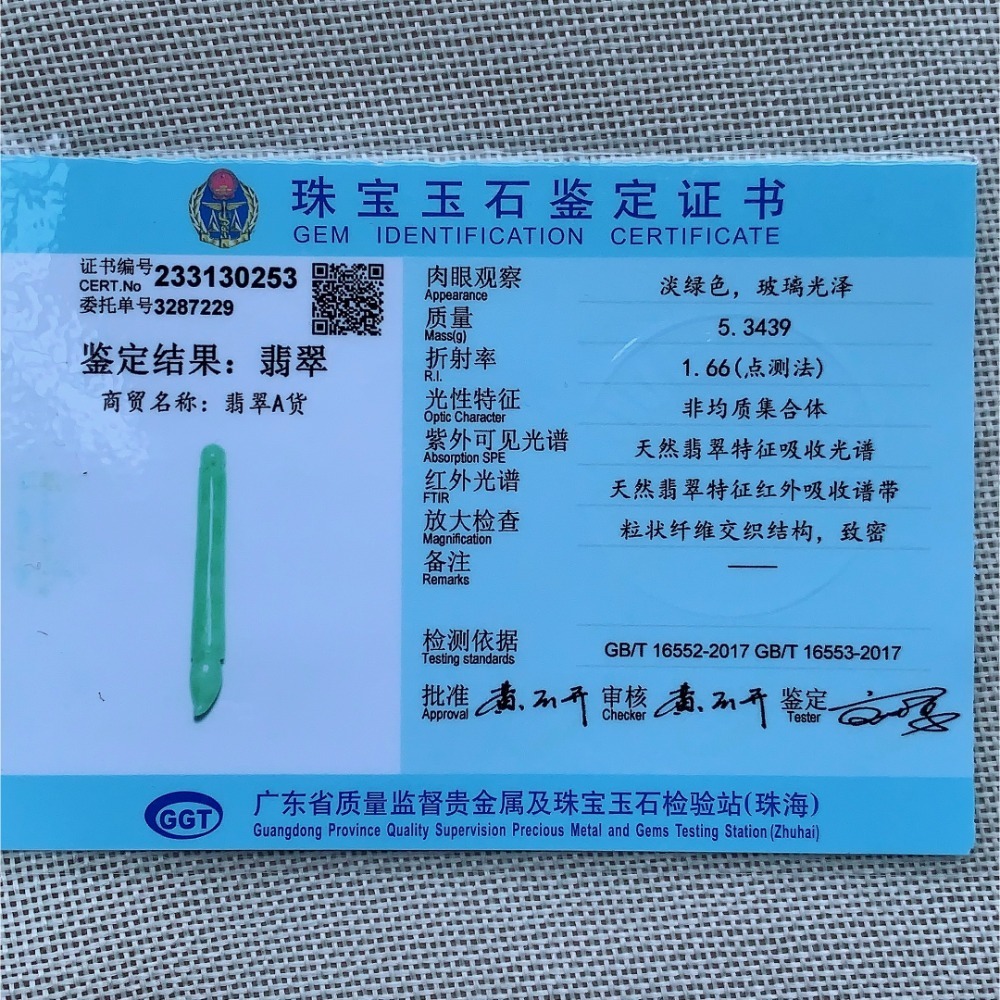 珠宝玉石鉴定证书
GEM IDENTIFICATION CERTIFICATE
证书编号
CERT.No 233130253
委托单号3287229
鉴定结果：翡翠
商贸名称：翡翠A货
肉眼观察 淡绿色，玻璃光泽
Appearance
质量 5.3439
Mass(g)
折射率 1.66(点测法)
R.I.
光性特征 非均质集合体
Optic Character
紫外可见光谱 天然翡翠特征吸收光谱
Absorption SPE
红外光谱 天然翡翠特征红外吸收谱带
FTIR
放大检查 粒状纤维交织结构，致密
Magnification
备注 ——
Remarks
检测依据 GB/T 16552-2017 GB/T 16553-2017
Testing standards
批准 审核 鉴定
Approval Checker Tester
GGT
广东省质量监督贵金属及珠宝玉石检验站(珠海)
Guangdong Province Quality Supervision Precious Metal and Gems Testing Station (Zhuhai)